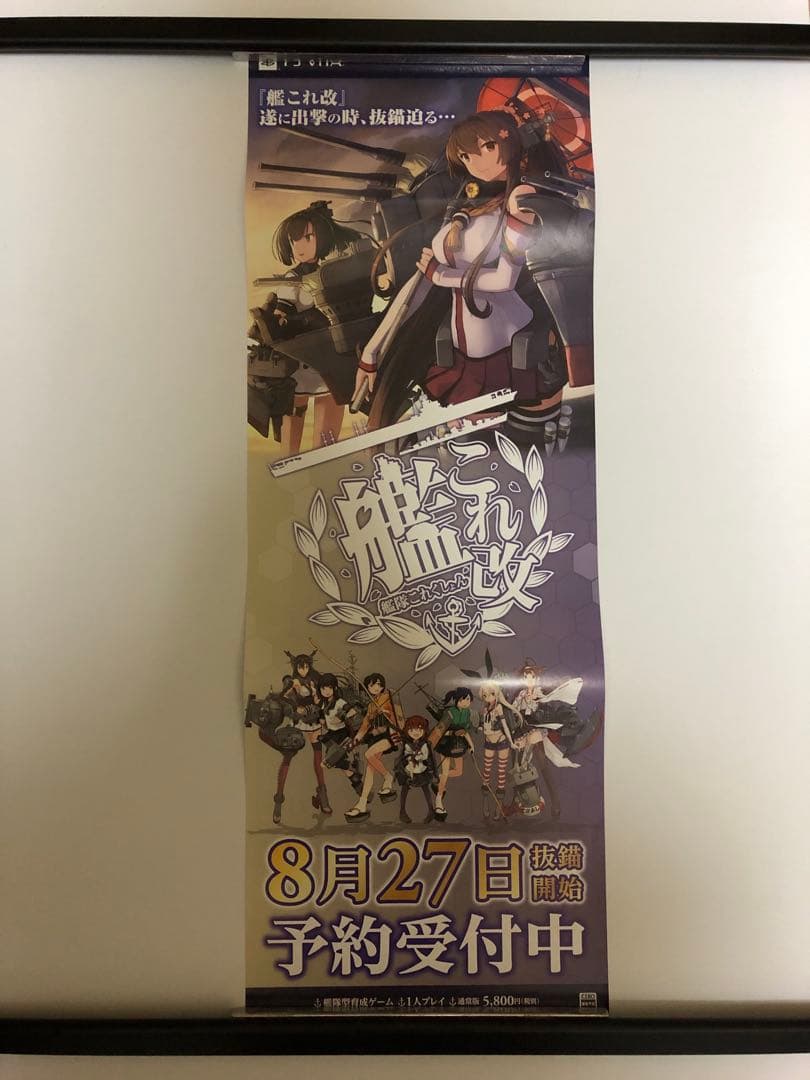 『艦これ改』
遂に出撃の時、抜錨迫る…
艦これ改
艦隊これくしょん
8月27日 抜錨開始
予約受付中
艦隊型育成ゲーム 1人プレイ 通常版 5,800円(税別)